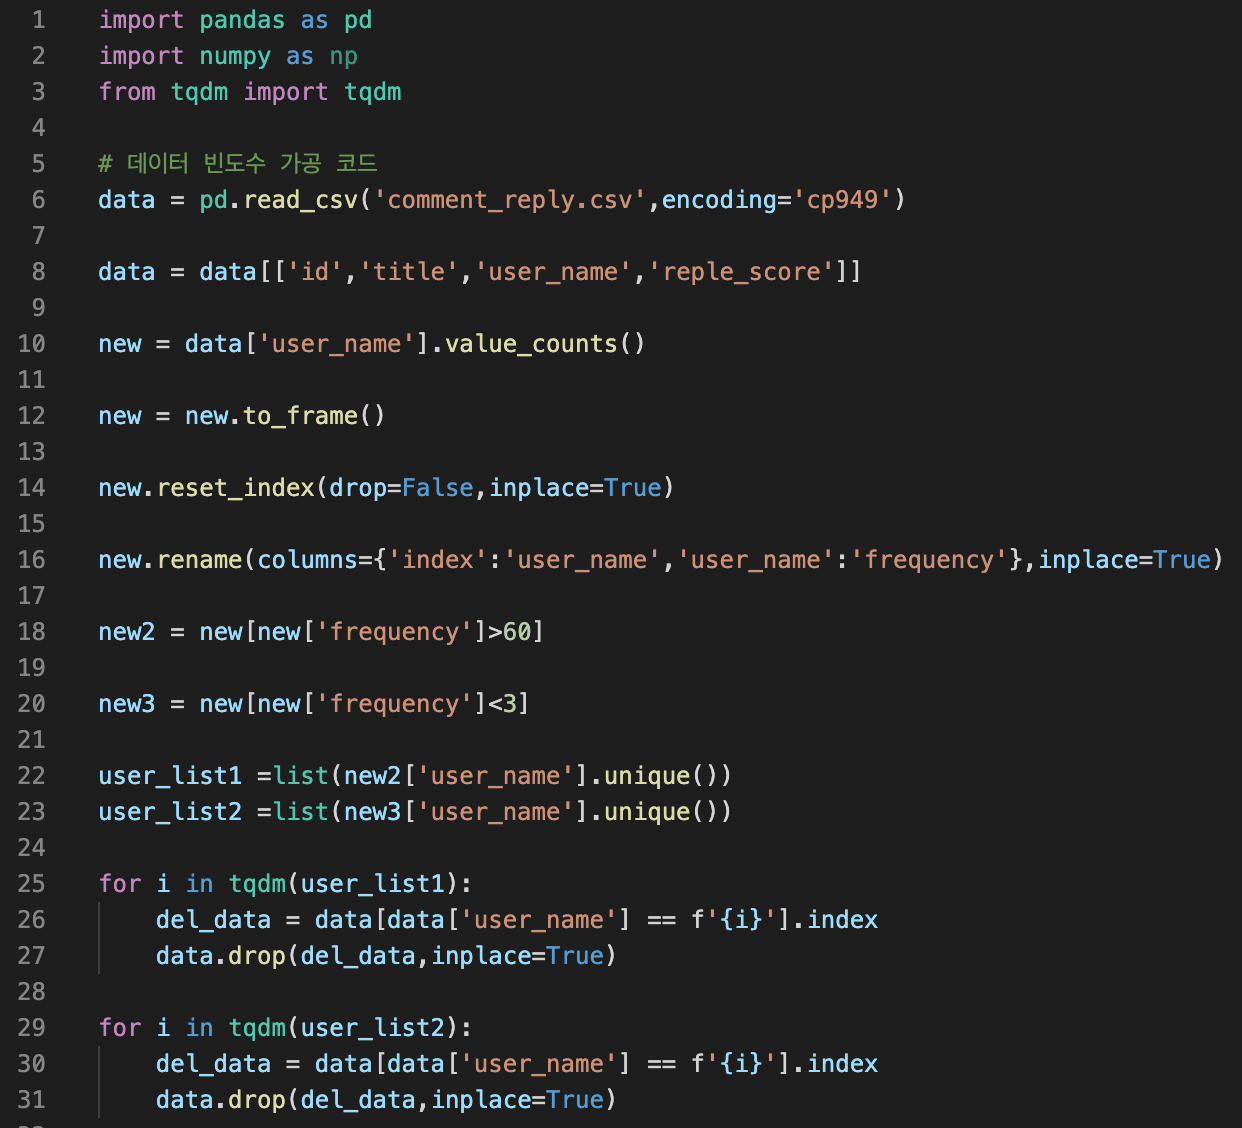 1 import pandas as pd
2 import numpy as np
3 from tqdm import tqdm
4
5 # 데이터 빈도수 가공 코드
6 data = pd.read_csv('comment_reply.csv',encoding='cp949')
7
8 data = data[['id','title','user_name','reple_score']]
9
10 new = data['user_name'].value_counts()
11
12 new = new.to_frame()
13
14 new.reset_index(drop=False,inplace=True)
15
16 new.rename(columns={'index':'user_name','user_name':'frequency'},inplace=True)
17
18 new2 = new[new['frequency']>60]
19
20 new3 = new[new['frequency']<3]
21
22 user_list1 =list(new2['user_name'].unique())
23 user_list2 =list(new3['user_name'].unique())
24
25 for i in tqdm(user_list1):
26     del_data = data[data['user_name'] == f'{i}'].index
27     data.drop(del_data,inplace=True)
28
29 for i in tqdm(user_list2):
30     del_data = data[data['user_name'] == f'{i}'].index
31     data.drop(del_data,inplace=True)